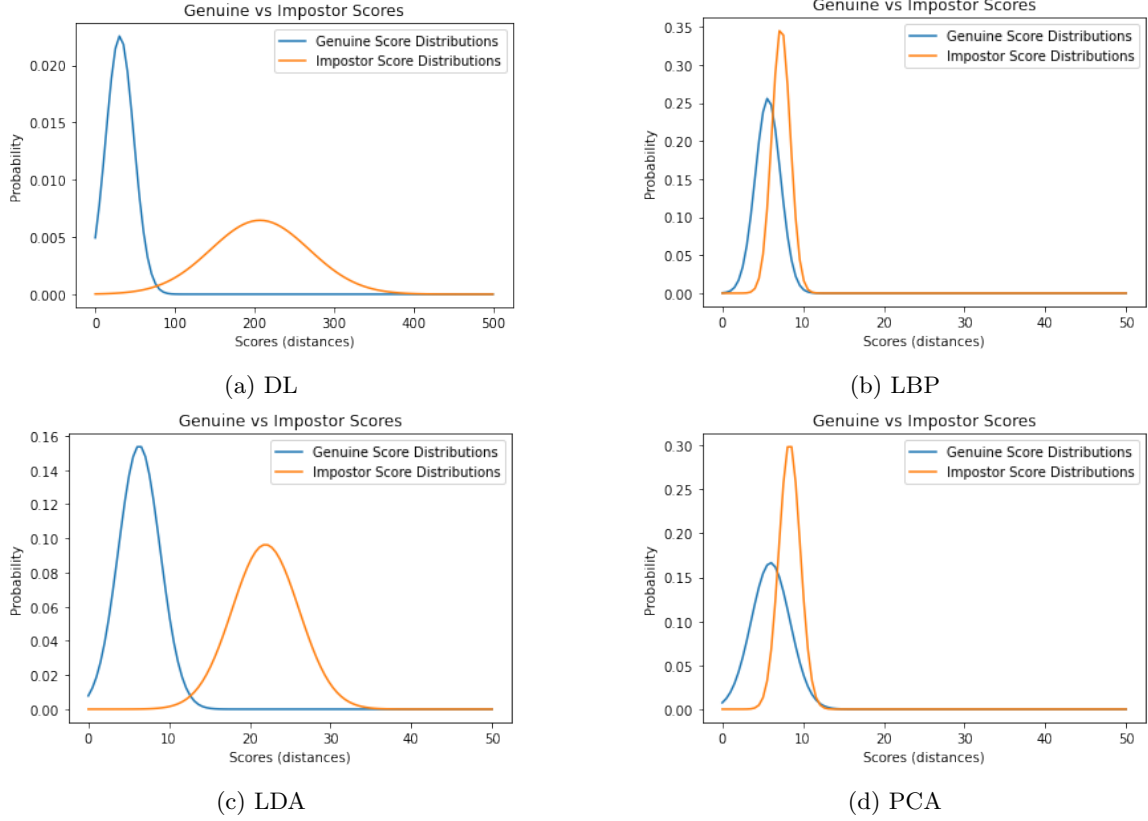 Genuine vs Impostor Scores
Genuine Score Distributions
Impostor Score Distributions
Probability
0.020
0.015
0.010
0.005
0.000
0 100 200 300 400 500
Scores (distances)
(a) DL
Genuine vs Impostor Scores
Genuine Score Distributions
Impostor Score Distributions
Probability
0.35
0.30
0.25
0.20
0.15
0.10
0.05
0.00
0 10 20 30 40 50
Scores (distances)
(b) LBP
Genuine vs Impostor Scores
Genuine Score Distributions
Impostor Score Distributions
Probability
0.16
0.14
0.12
0.10
0.08
0.06
0.04
0.02
0.00
0 10 20 30 40 50
Scores (distances)
(c) LDA
Genuine vs Impostor Scores
Genuine Score Distributions
Impostor Score Distributions
Probability
0.30
0.25
0.20
0.15
0.10
0.05
0.00
0 10 20 30 40 50
Scores (distances)
(d) PCA